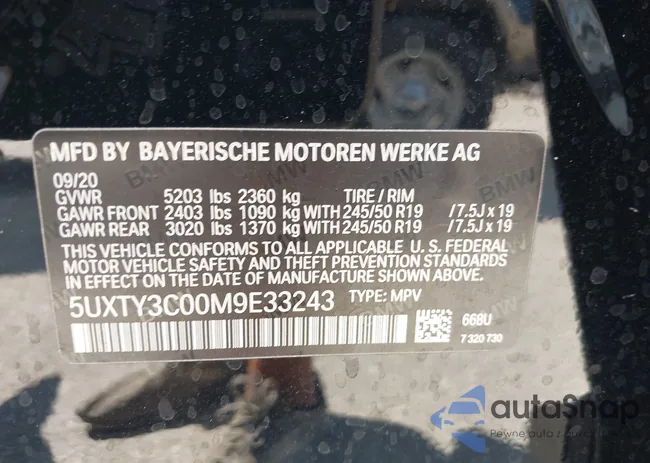 MFD BY BAYERISCHE MOTOREN WERKE AG
09/20
GVWR 5203 lbs 2360 kg TIRE / RIM
GAWR FRONT 2403 lbs 1090 kg WITH 245/50 R19 / 7.5J x 19
GAWR REAR 3020 lbs 1370 kg WITH 245/50 R19 / 7.5J x 19
THIS VEHICLE CONFORMS TO ALL APPLICABLE U. S. FEDERAL
MOTOR VEHICLE SAFETY AND THEFT PREVENTION STANDARDS
IN EFFECT ON THE DATE OF MANUFACTURE SHOWN ABOVE.
5UXTY3C00M9E33243 TYPE: MPV
668U
7 320 730
autoSnap
Pewne auto z